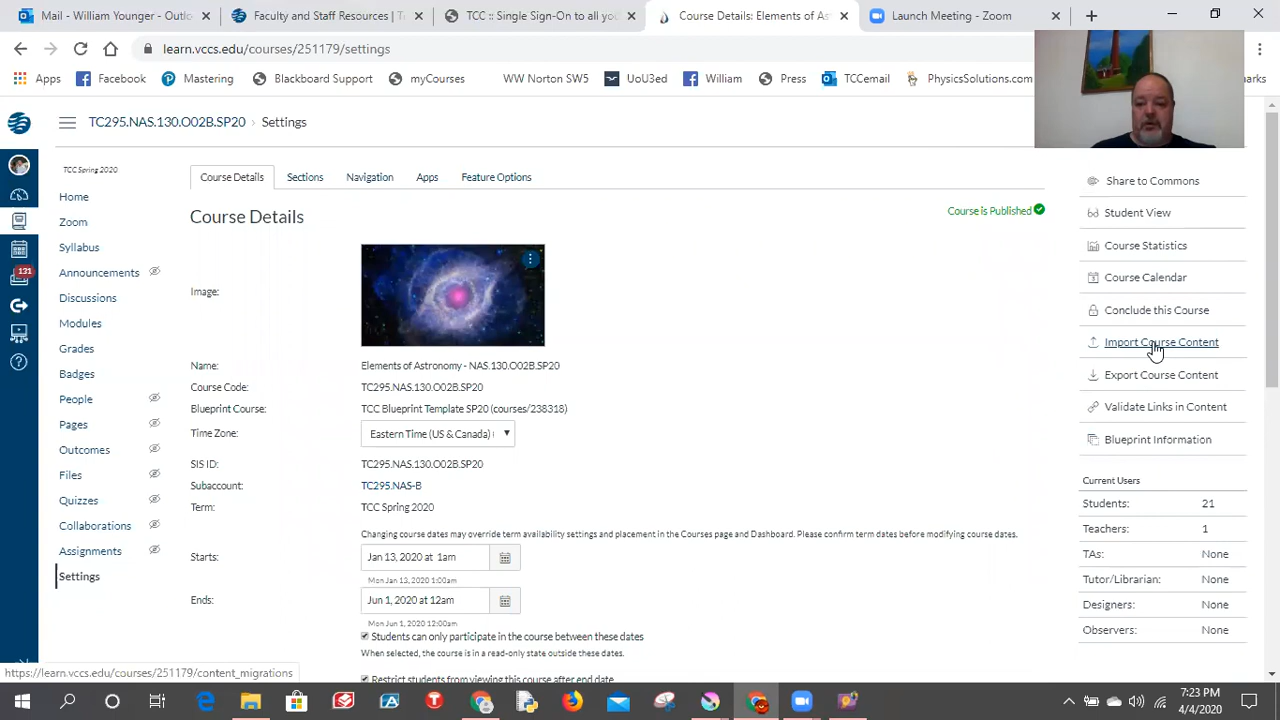 Mail - William Younger - Outlo
Faculty and Staff Resources | Ti
TCC :: Single Sign-On to all yo
Course Details: Elements of As
Launch Meeting - Zoom
learn.vccs.edu/courses/251179/settings
Apps
Facebook
Mastering
Blackboard Support
myCourses
WW Norton SW5
UoU3ed
William
Press
TCCemail
PhysicsSolutions.com
TC295.NAS.130.O02B.SP20 > Settings
TCC Spring 2020
Home
Zoom
Syllabus
Announcements
Discussions
Modules
Grades
Badges
People
Pages
Outcomes
Files
Quizzes
Collaborations
Assignments
Settings
131
Course Details
Sections
Navigation
Apps
Feature Options
Course Details
Course is Published
Image:
Name: Elements of Astronomy - NAS.130.O02B.SP20
Course Code: TC295.NAS.130.O02B.SP20
Blueprint Course: TCC Blueprint Template SP20 (courses/238318)
Time Zone: Eastern Time (US & Canada) (
SIS ID: TC295.NAS.130.O02B.SP20
Subaccount: TC295.NAS-B
Term: TCC Spring 2020
Changing course dates may override term availability settings and placement in the Courses page and Dashboard. Please confirm term dates before modifying course dates.
Starts: Jan 13, 2020 at 1am
Mon Jan 13, 2020 1:00am
Ends: Jun 1, 2020 at 12am
Mon Jun 1, 2020 12:00am
Students can only participate in the course between these dates
When selected, the course is in a read-only state outside these dates.
Restrict students from viewing this course after end date
Share to Commons
Student View
Course Statistics
Course Calendar
Conclude this Course
Import Course Content
Export Course Content
Validate Links in Content
Blueprint Information
Current Users
Students: 21
Teachers: 1
TAs: None
Tutor/Librarian: None
Designers: None
Observers: None
https://learn.vccs.edu/courses/251179/content_migrations
7:23 PM
4/4/2020